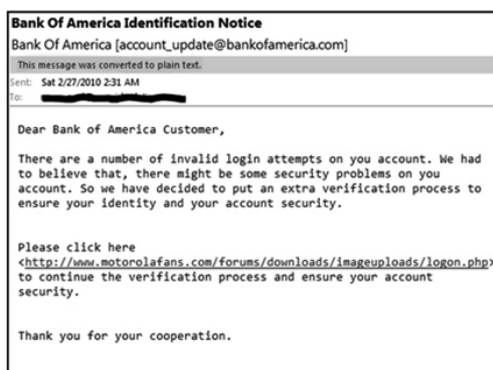 Bank Of America Identification Notice
Bank Of America [account_update@bankofamerica.com]
This message was converted to plain text.
Sent: Sat 2/27/2010 2:31 AM
To:
Dear Bank of America Customer,
There are a number of invalid login attempts on you account. We had
to believe that, there might be some security problems on you
account. So we have decided to put an extra verification process to
ensure your identity and your account security.
Please click here
<http://www.motorolafans.com/forums/downloads/imageuploads/logon.php>
to continue the verification process and ensure your account
security.
Thank you for your cooperation.